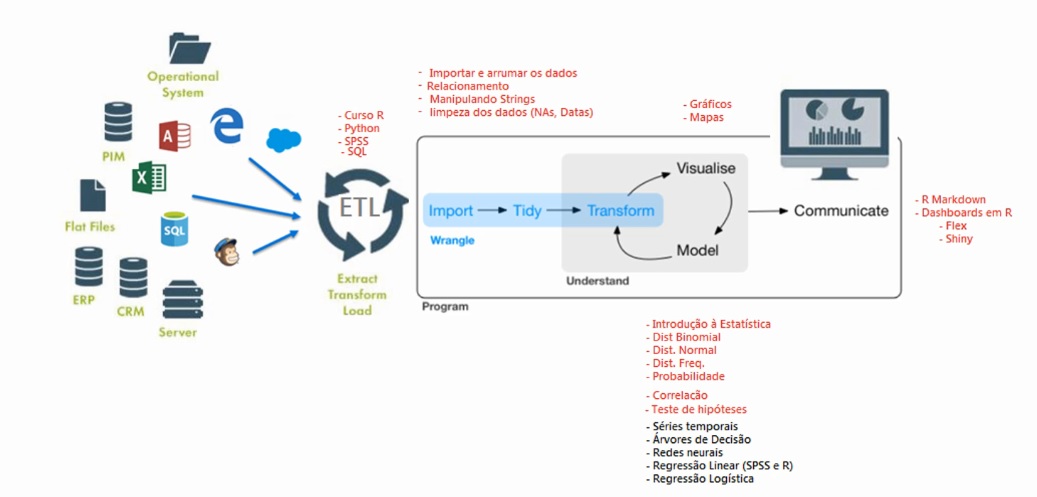 Operational
System
PIM
Flat Files
SQL
ERP
CRM
Server
- Curso R
- Python
- SPSS
- SQL
ETL
Extract
Transform
Load
- Importar e arrumar os dados
- Relacionamento
- Manipulando Strings
- limpeza dos dados (NAs, Datas)
- Gráficos
- Mapas
Import
Tidy
Transform
Wrangle
Visualise
Model
Understand
Program
Communicate
- R Markdown
- Dashboards em R
- Flex
- Shiny
- Introdução à Estatística
- Dist Binomial
- Dist. Normal
- Dist. Freq.
- Probabilidade
- Correlação
- Teste de hipóteses
- Séries temporais
- Árvores de Decisão
- Redes neurais
- Regressão Linear (SPSS e R)
- Regressão Logística